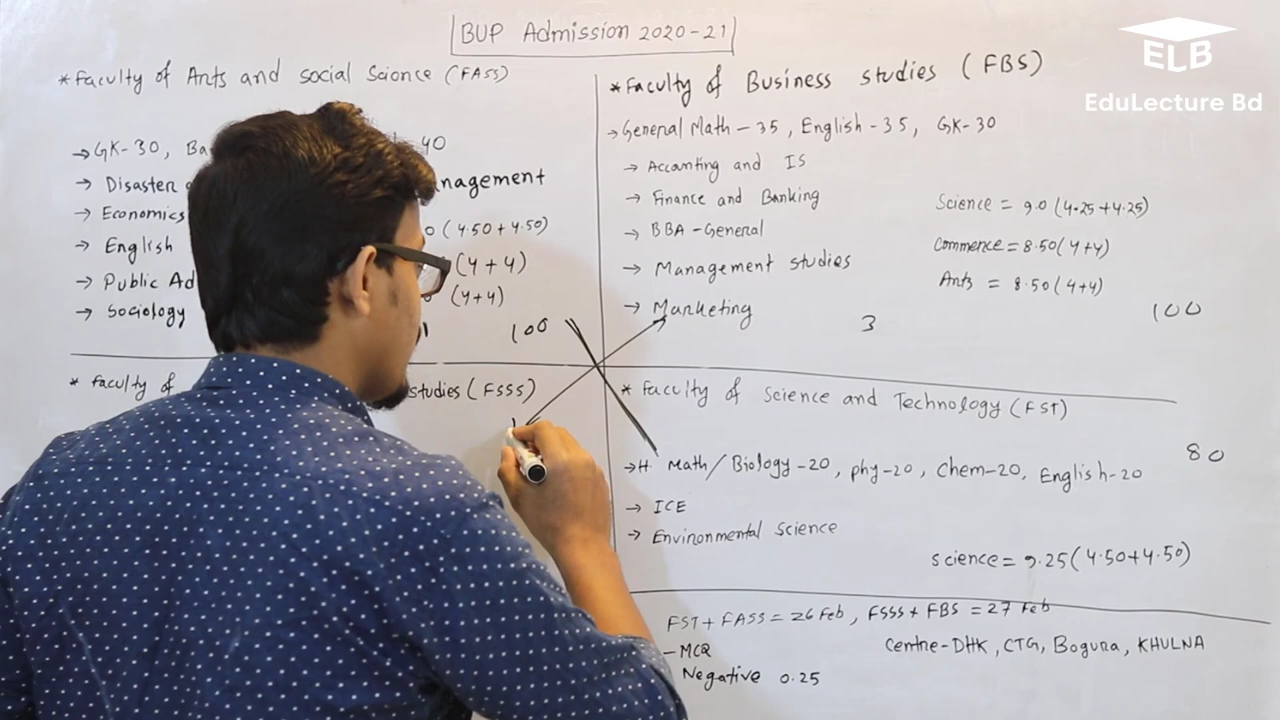 BUP Admission 2020-21
ELB
EduLecture Bd
* Faculty of Arts and social Science (FASS)
→ GK-30, Ba 40
→ Disaster nagement
→ Economics
→ English (4.50+4.50)
→ Public Ad (4+4)
→ Sociology (4+4)
100
* Faculty of Business studies (FBS)
→ General Math - 35, English - 35, GK-30
→ Accounting and IS
→ Finance and Banking
→ BBA - General
→ Management studies
→ Marketing
Science = 9.0 (4.25+4.25)
Commence = 8.50 (4+4)
Arts = 8.50 (4+4)
3
100
* Faculty of studies (FSSS)
* Faculty of Science and Technology (FST)
80
→ H. Math/Biology-20, phy-20, Chem-20, English-20
→ ICE
→ Environmental Science
science = 9.25 (4.50+4.50)
FST + FASS = 26 Feb, FSSS + FBS = 27 Feb
- MCQ
Negative 0.25
Centre-DHK, CTG, Bogura, KHULNA